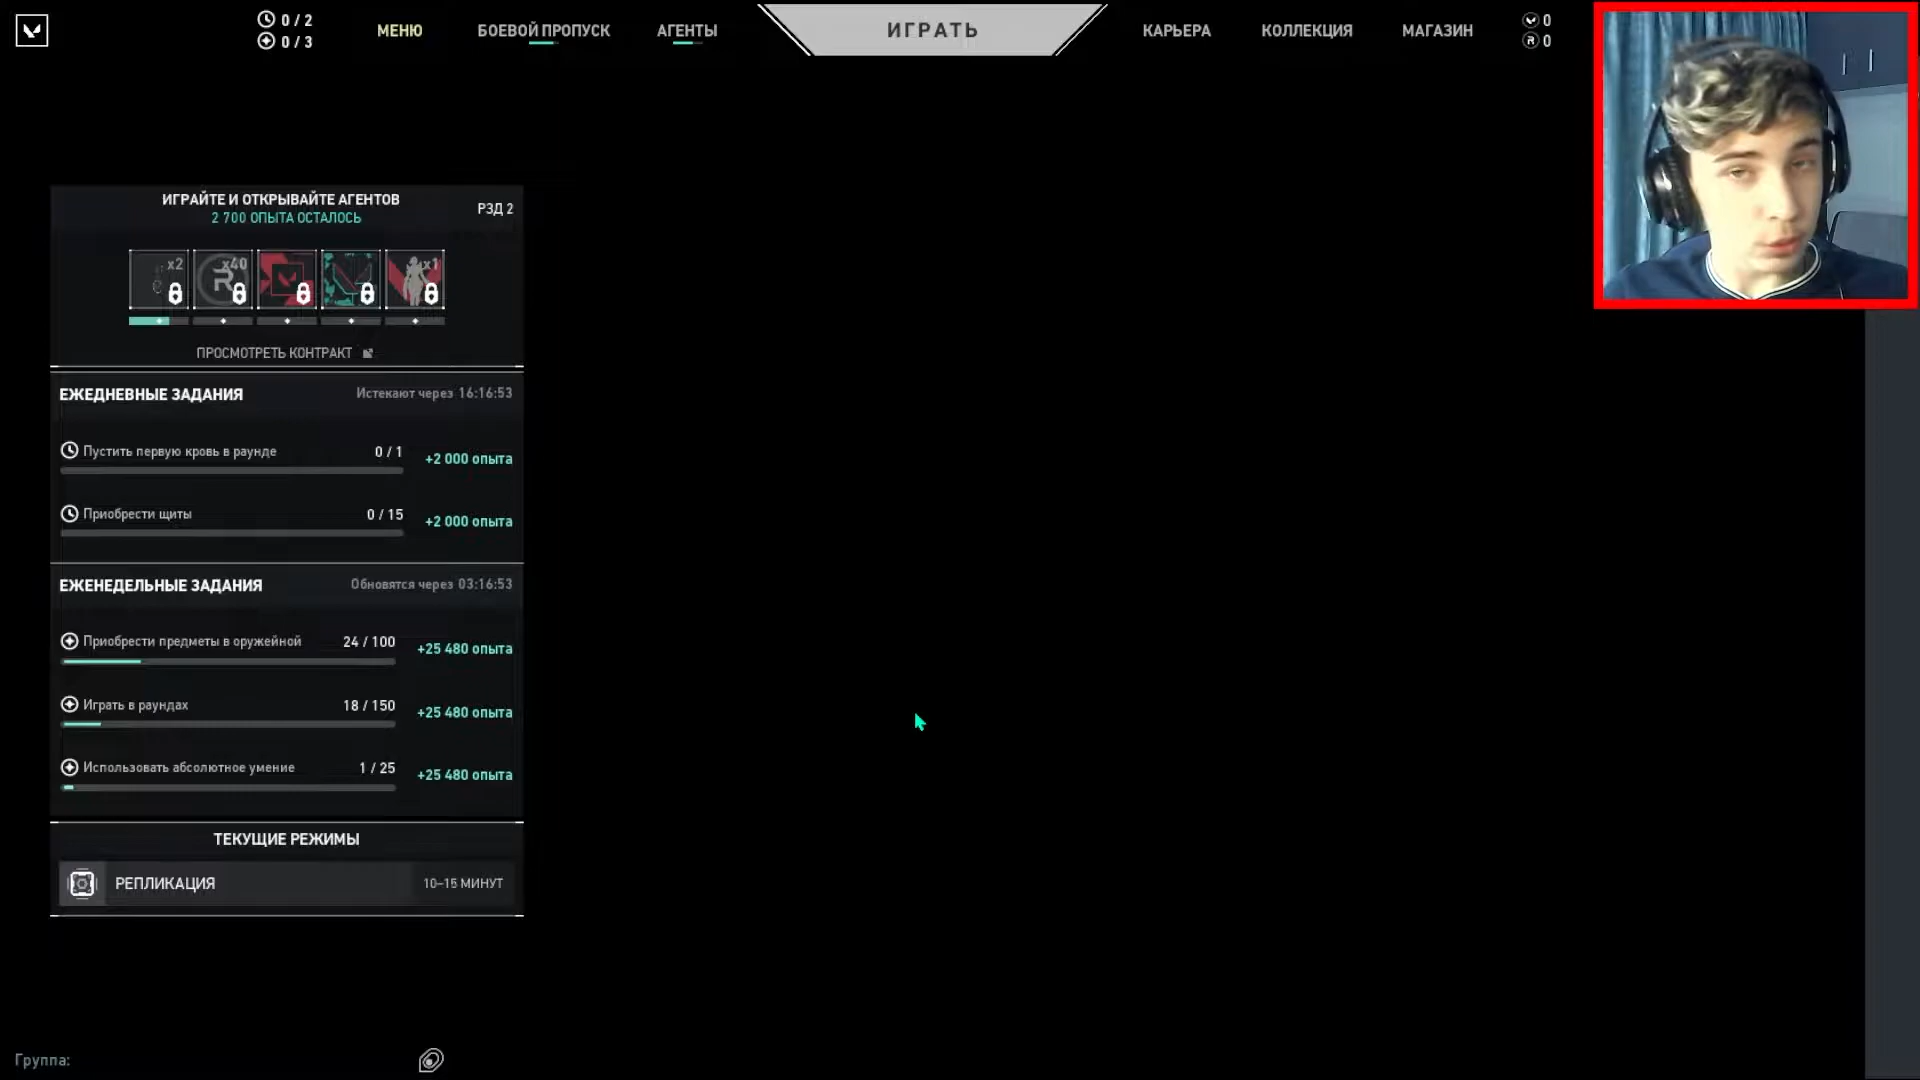 0 / 2
0 / 3
МЕНЮ
БОЕВОЙ ПРОПУСК
АГЕНТЫ
ИГРАТЬ
КАРЬЕРА
КОЛЛЕКЦИЯ
МАГАЗИН
0
R 0
ИГРАЙТЕ И ОТКРЫВАЙТЕ АГЕНТОВ
2 700 ОПЫТА ОСТАЛОСЬ
РЗД 2
x2
x40
R
x1
ПРОСМОТРЕТЬ КОНТРАКТ
ЕЖЕДНЕВНЫЕ ЗАДАНИЯ
Истекают через 16:16:53
Пустить первую кровь в раунде
0 / 1
+2 000 опыта
Приобрести щиты
0 / 15
+2 000 опыта
ЕЖЕНЕДЕЛЬНЫЕ ЗАДАНИЯ
Обновятся через 03:16:53
Приобрести предметы в оружейной
24 / 100
+25 480 опыта
Играть в раундах
18 / 150
+25 480 опыта
Использовать абсолютное умение
1 / 25
+25 480 опыта
ТЕКУЩИЕ РЕЖИМЫ
РЕПЛИКАЦИЯ
10–15 МИНУТ
Группа: